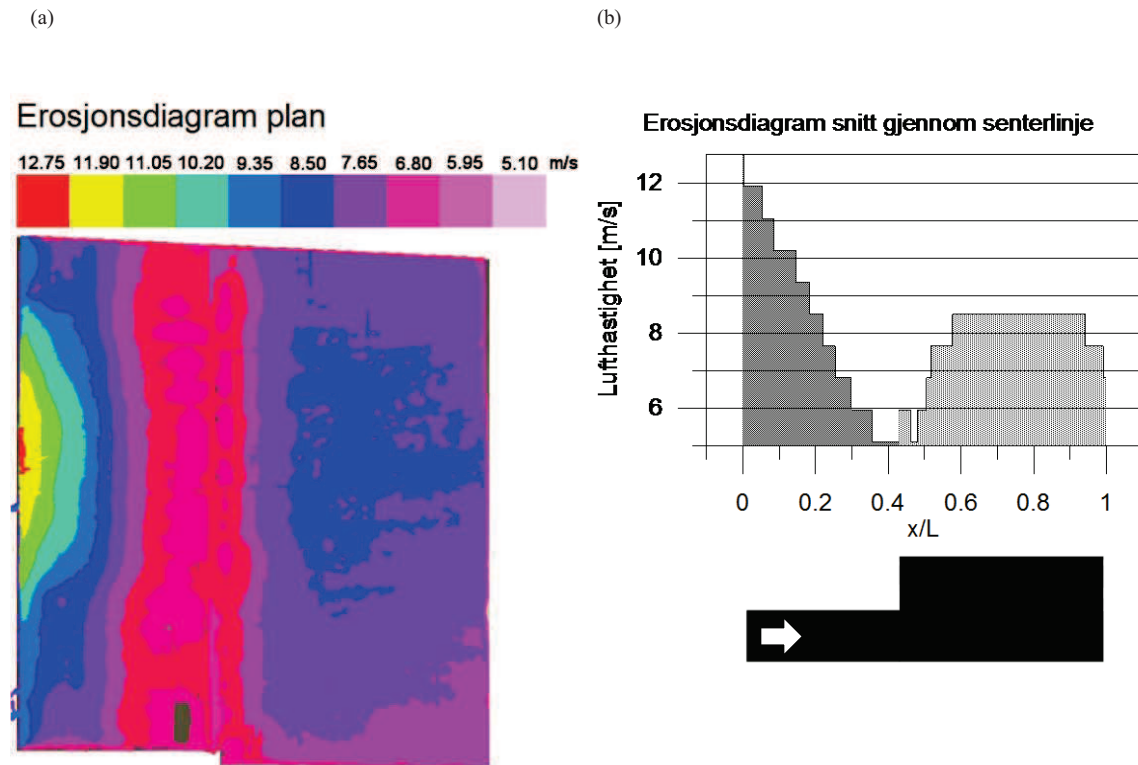 (a)
(b)
Erosjonsdiagram plan
12.75 11.90 11.05 10.20 9.35 8.50 7.65 6.80 5.95 5.10 m/s
Erosjonsdiagram snitt gjennom senterlinje
Lufthastighet [m/s]
12
10
8
6
0 0.2 0.4 0.6 0.8 1
x/L